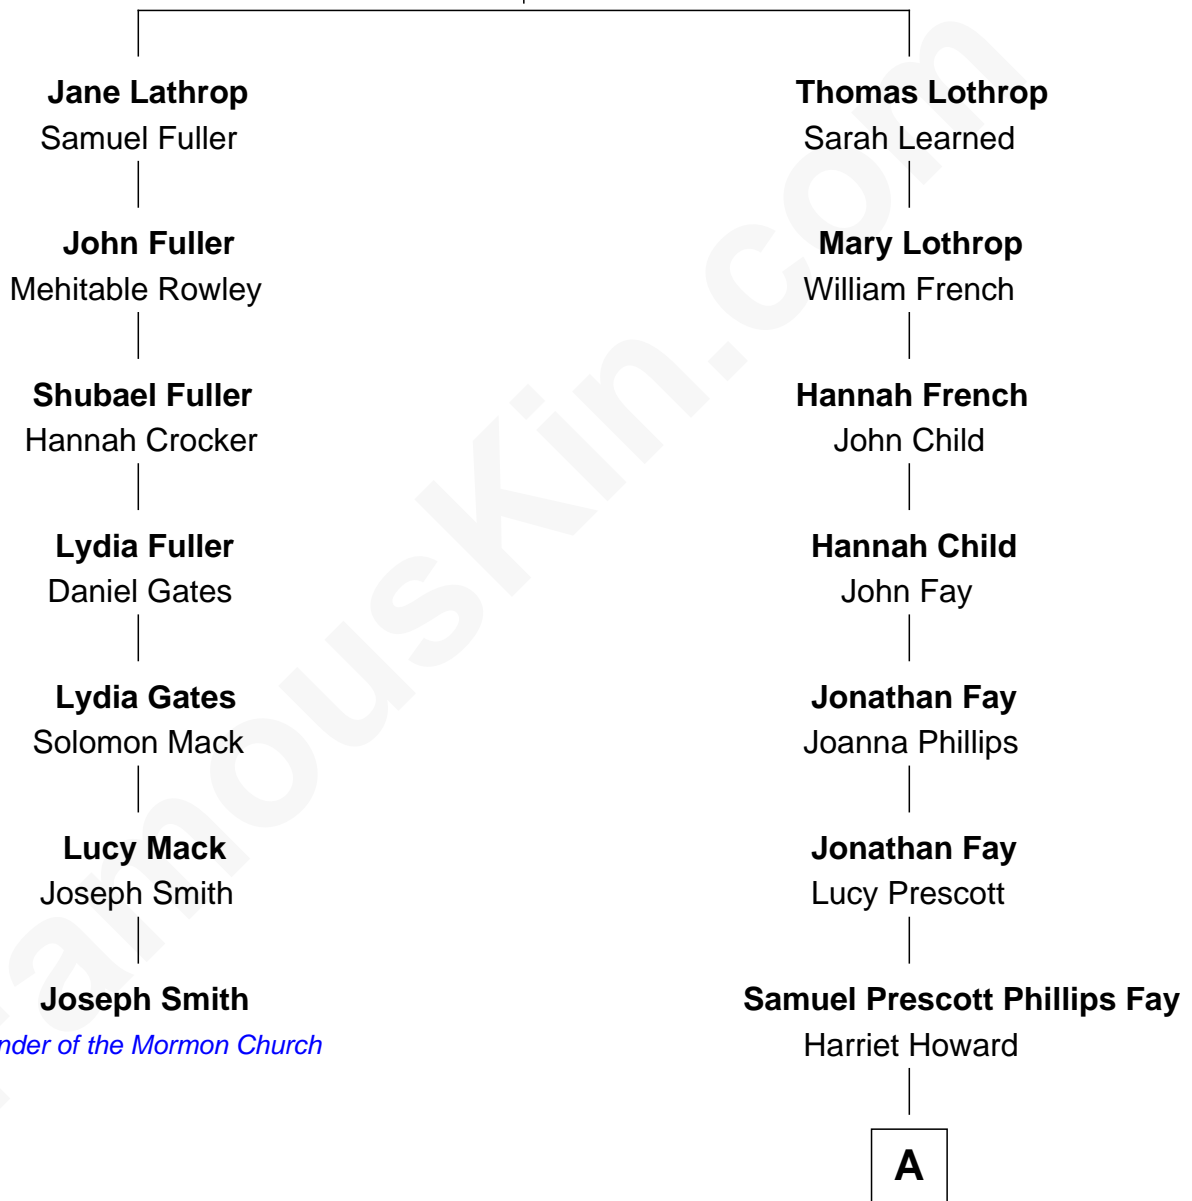 Jane Lathrop
Samuel Fuller
John Fuller
Mehitable Rowley
Shubael Fuller
Hannah Crocker
Lydia Fuller
Daniel Gates
Lydia Gates
Solomon Mack
Lucy Mack
Joseph Smith
Joseph Smith
nder of the Mormon Church
Thomas Lothrop
Sarah Learned
Mary Lothrop
William French
Hannah French
John Child
Hannah Child
John Fay
Jonathan Fay
Joanna Phillips
Jonathan Fay
Lucy Prescott
Samuel Prescott Phillips Fay
Harriet Howard
A
FamousKin.com